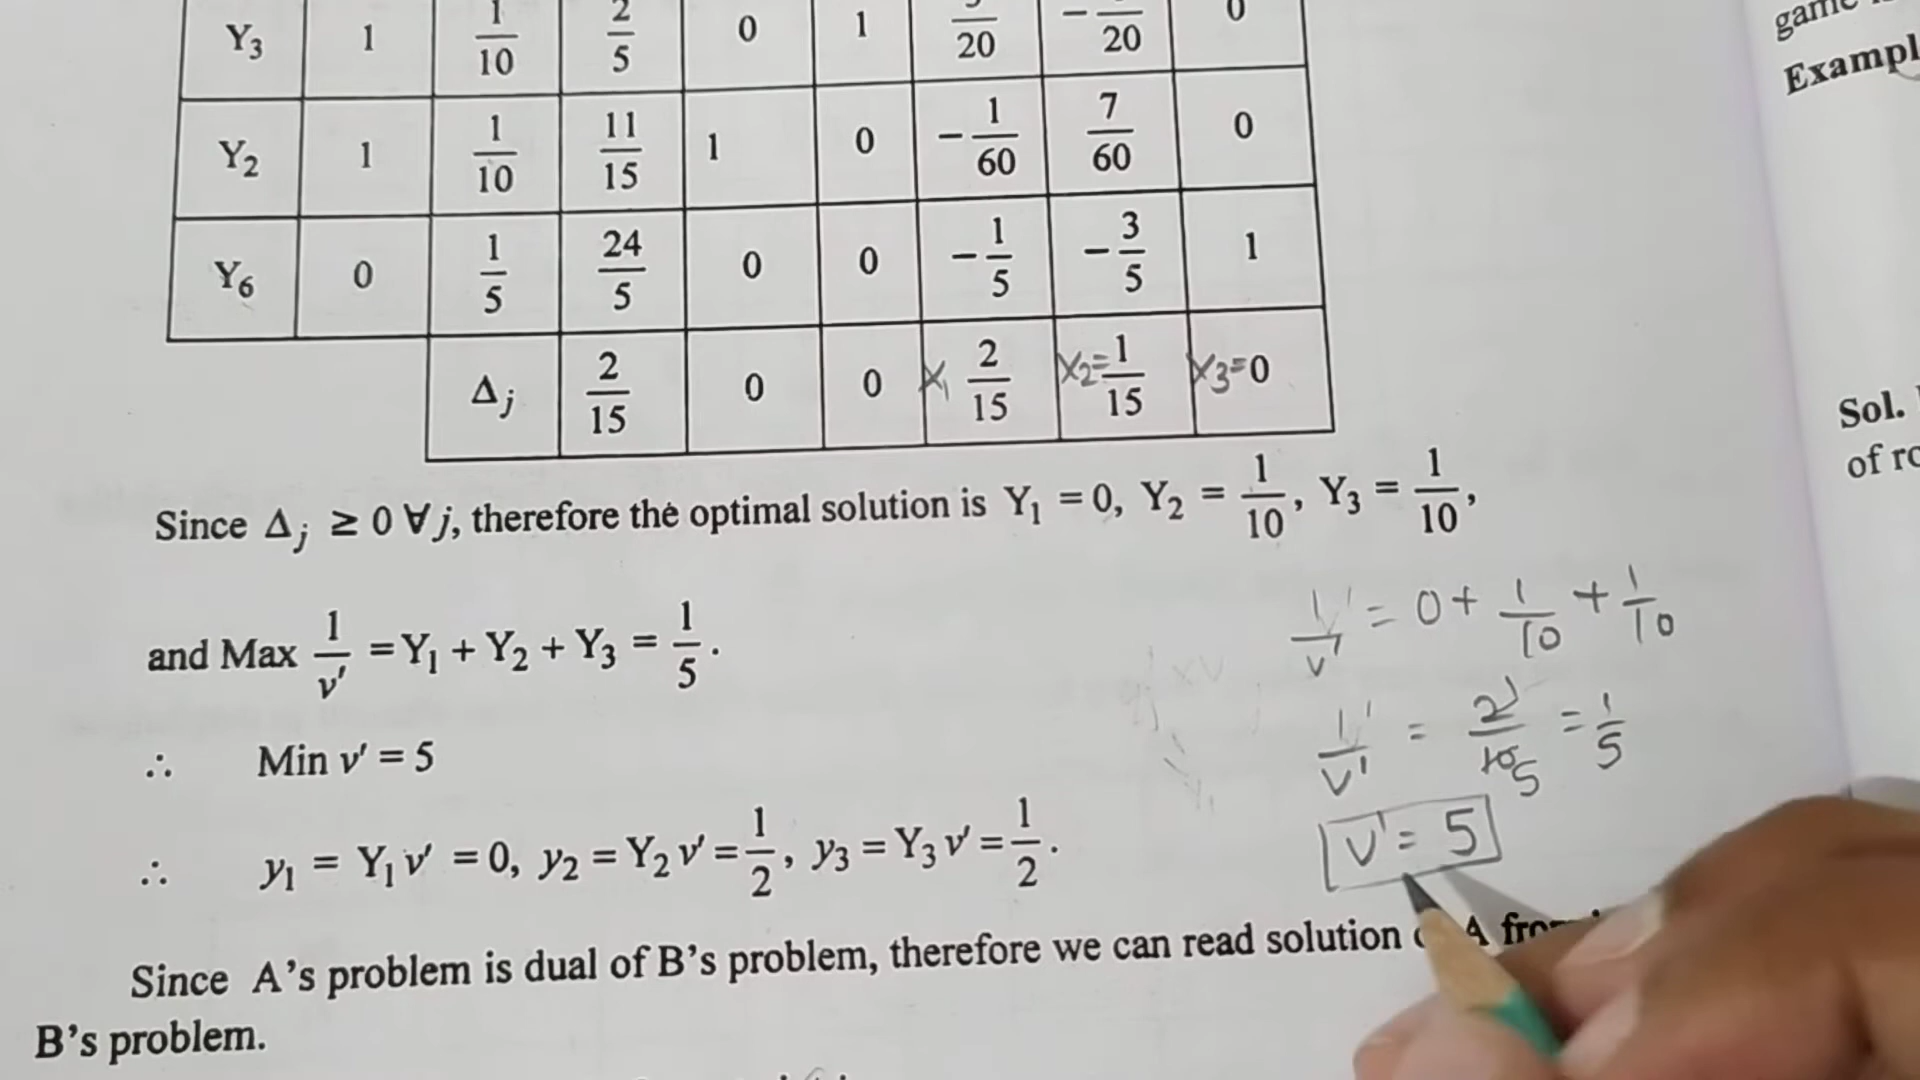 Y₃ 1 1/10 2/5 0 1 /20 - /20 0
Y₂ 1 1/10 11/15 1 0 -1/60 7/60 0
Y₆ 0 1/5 24/5 0 0 -1/5 -3/5 1
Δⱼ 2/15 0 0 x₁ 2/15 x₂= 1/15 x₃= 0
Since Δⱼ ≥ 0 ∀ j, therefore the optimal solution is Y₁ = 0, Y₂ = 1/10, Y₃ = 1/10,
and Max 1/v' = Y₁ + Y₂ + Y₃ = 1/5.
∴ Min v' = 5
∴ y₁ = Y₁ v' = 0, y₂ = Y₂ v' = 1/2, y₃ = Y₃ v' = 1/2.
Since A's problem is dual of B's problem, therefore we can read solution A
B's problem.
1/v' = 0 + 1/10 + 1/10
1/v' = 2/10 = 1/5
v' = 5
Sol.